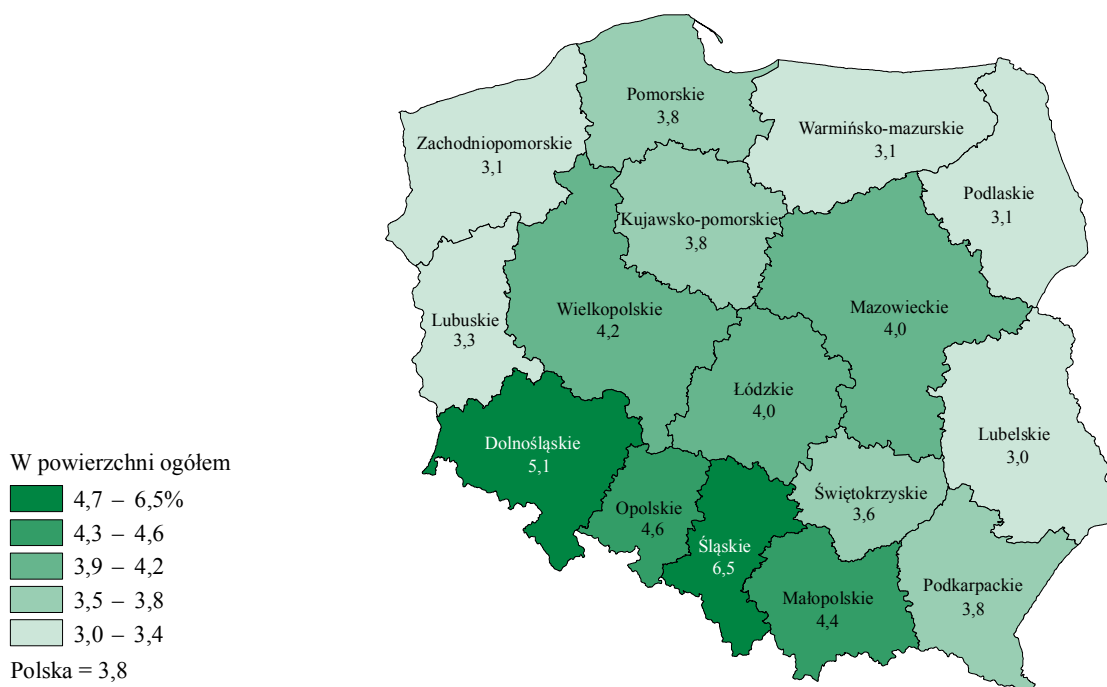 Pomorskie
3,8
Warmińsko-mazurskie
3,1
Zachodniopomorskie
3,1
Podlaskie
3,1
Kujawsko-pomorskie
3,8
Wielkopolskie
4,2
Mazowieckie
4,0
Lubuskie
3,3
Łódzkie
4,0
Lubelskie
3,0
Dolnośląskie
5,1
Świętokrzyskie
3,6
Opolskie
4,6
Śląskie
6,5
Podkarpackie
3,8
Małopolskie
4,4
W powierzchni ogółem
4,7 – 6,5%
4,3 – 4,6
3,9 – 4,2
3,5 – 3,8
3,0 – 3,4
Polska = 3,8